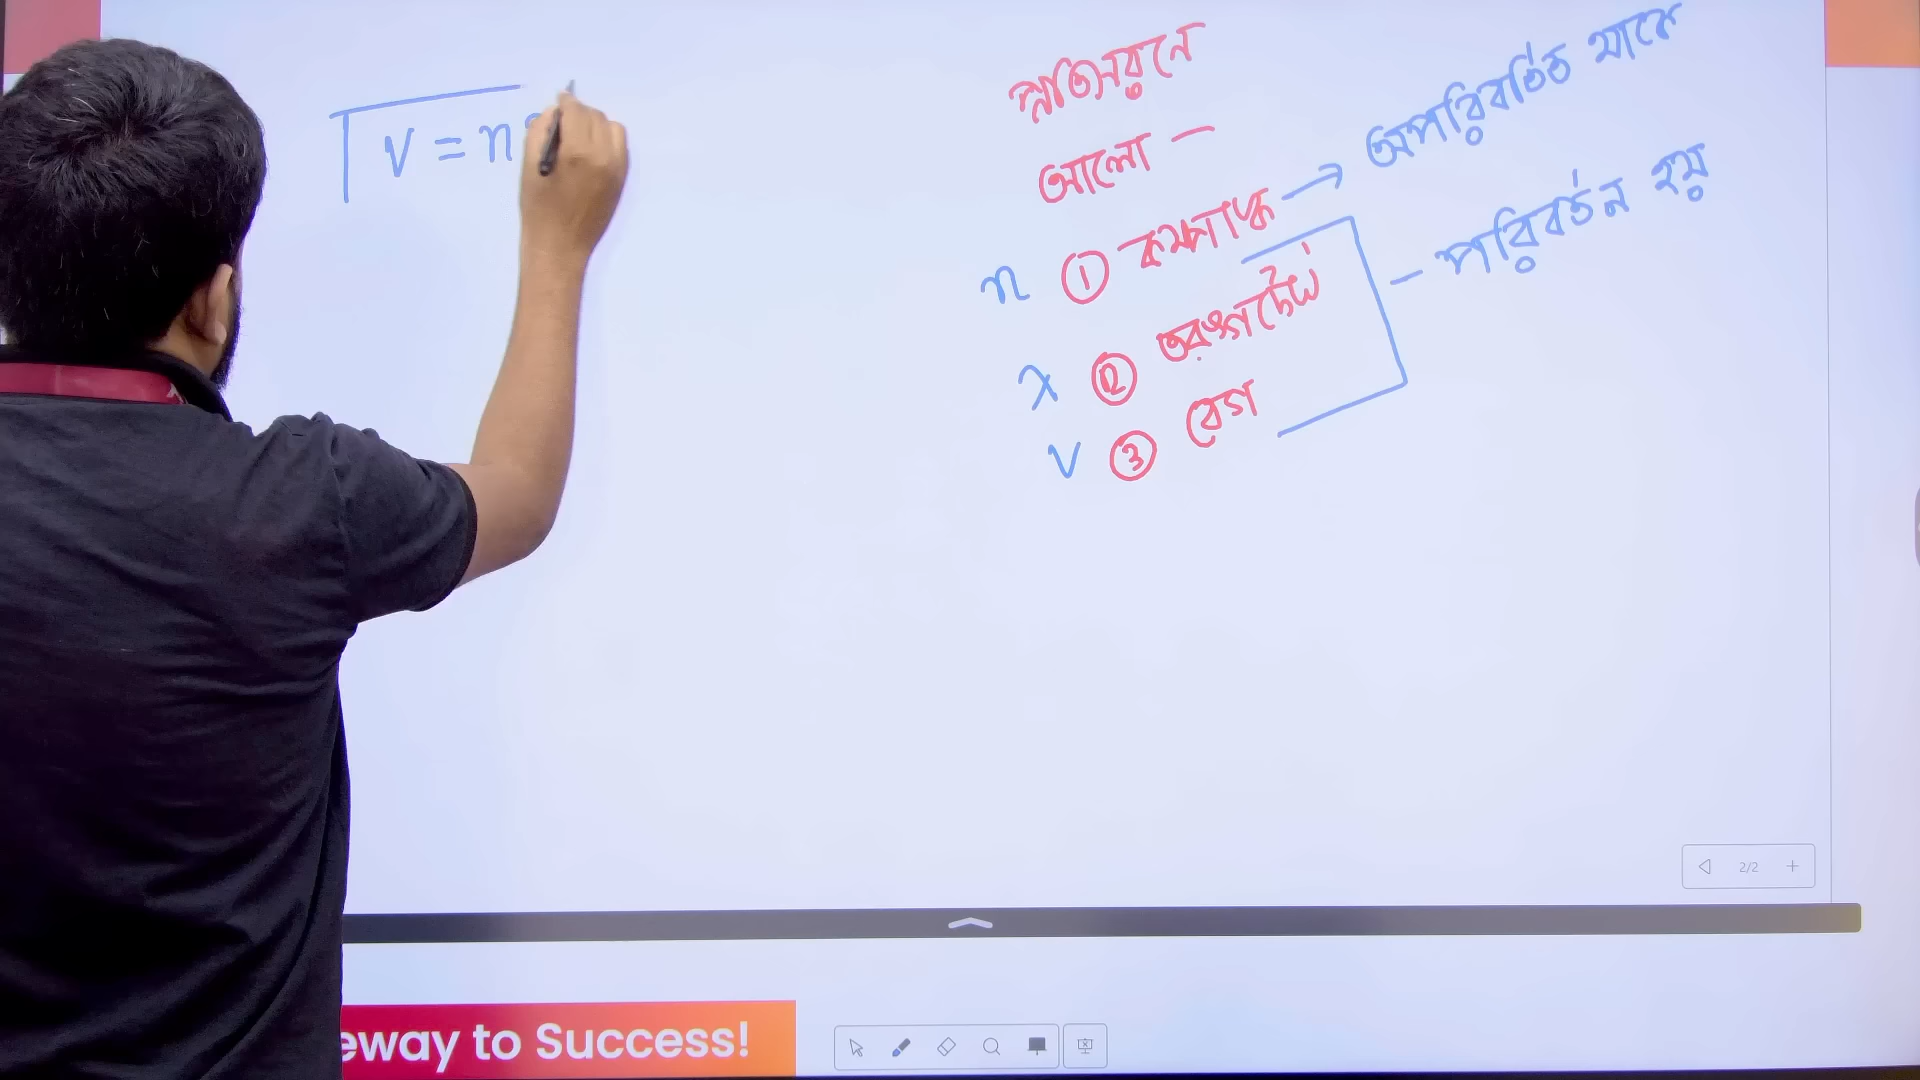 V = n
প্রতিসরনে
আলো —
n ① কম্পাঙ্ক → অপরিবর্তিত থাকে
λ ② তরঙ্গদৈর্ঘ্য — পরিবর্তন হয়
V ③ বেগ
2/2
eway to Success!